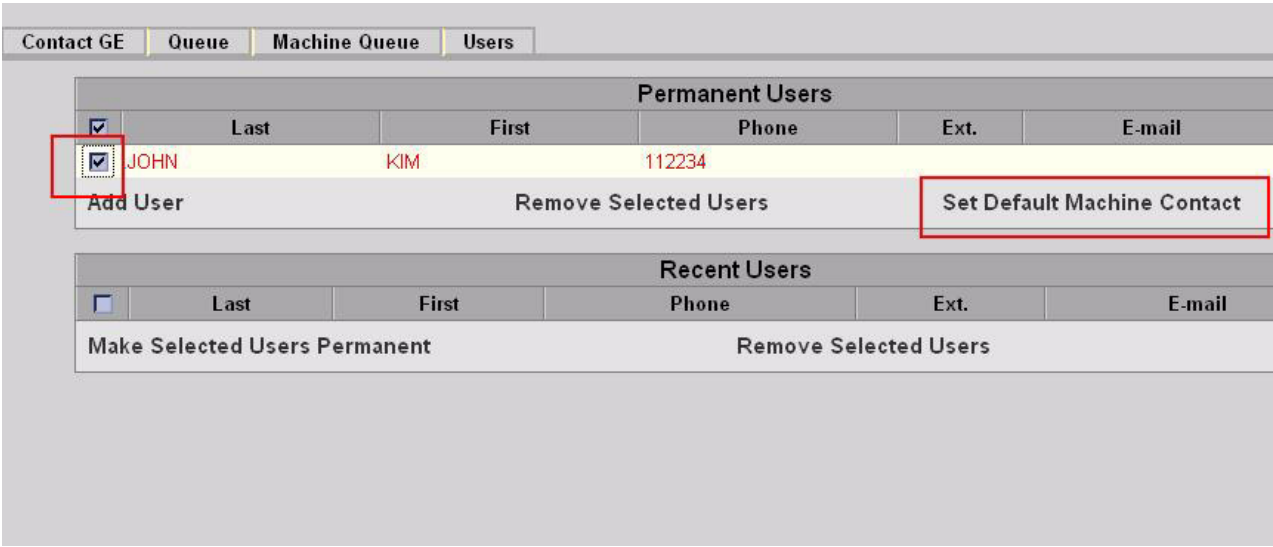 Contact GE Queue Machine Queue Users
Permanent Users
Last First Phone Ext. E-mail
JOHN KIM 112234
Add User Remove Selected Users Set Default Machine Contact
Recent Users
Last First Phone Ext. E-mail
Make Selected Users Permanent Remove Selected Users